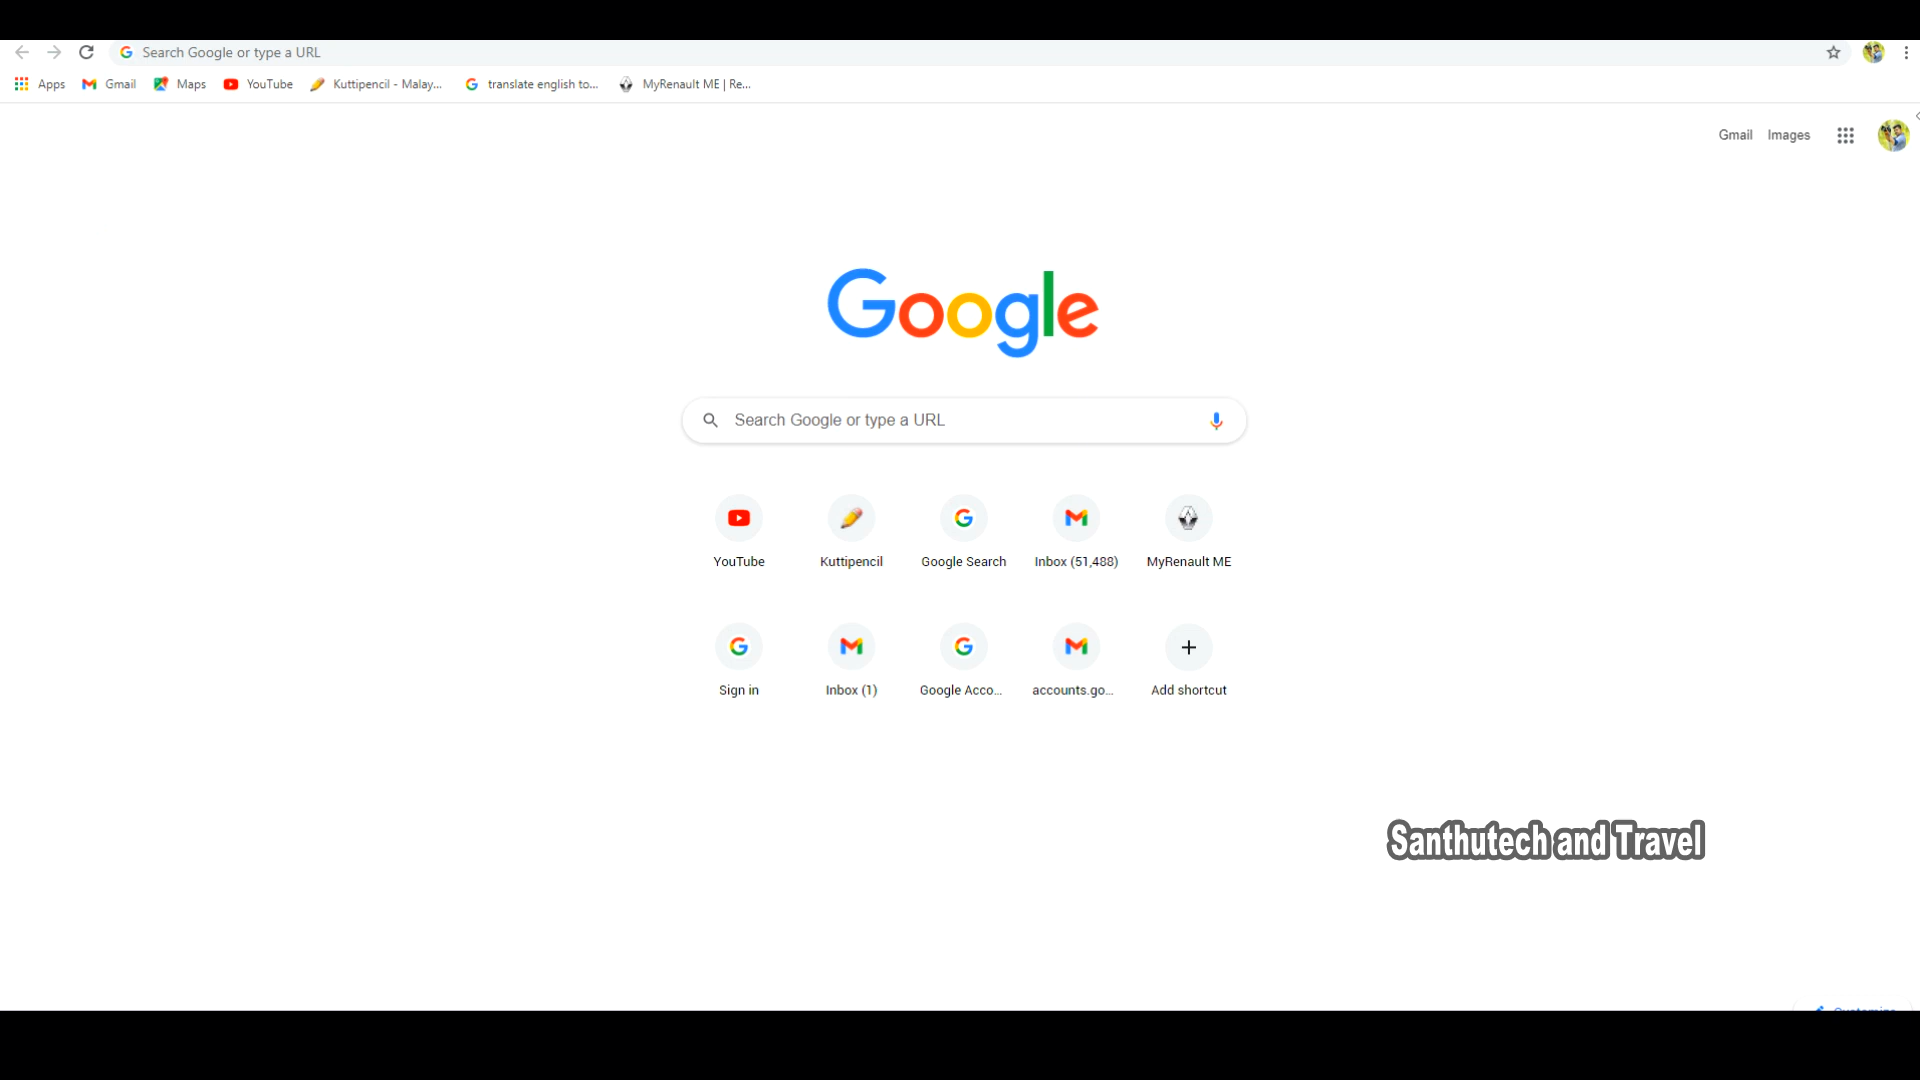 Search Google or type a URL
Apps Gmail Maps YouTube Kuttipencil - Malay... translate english to... MyRenault ME | Re...
Gmail Images
Google
Search Google or type a URL
YouTube Kuttipencil Google Search Inbox (51,488) MyRenault ME
Sign in Inbox (1) Google Acco... accounts.go... Add shortcut
Santhutech and Travel
Customize